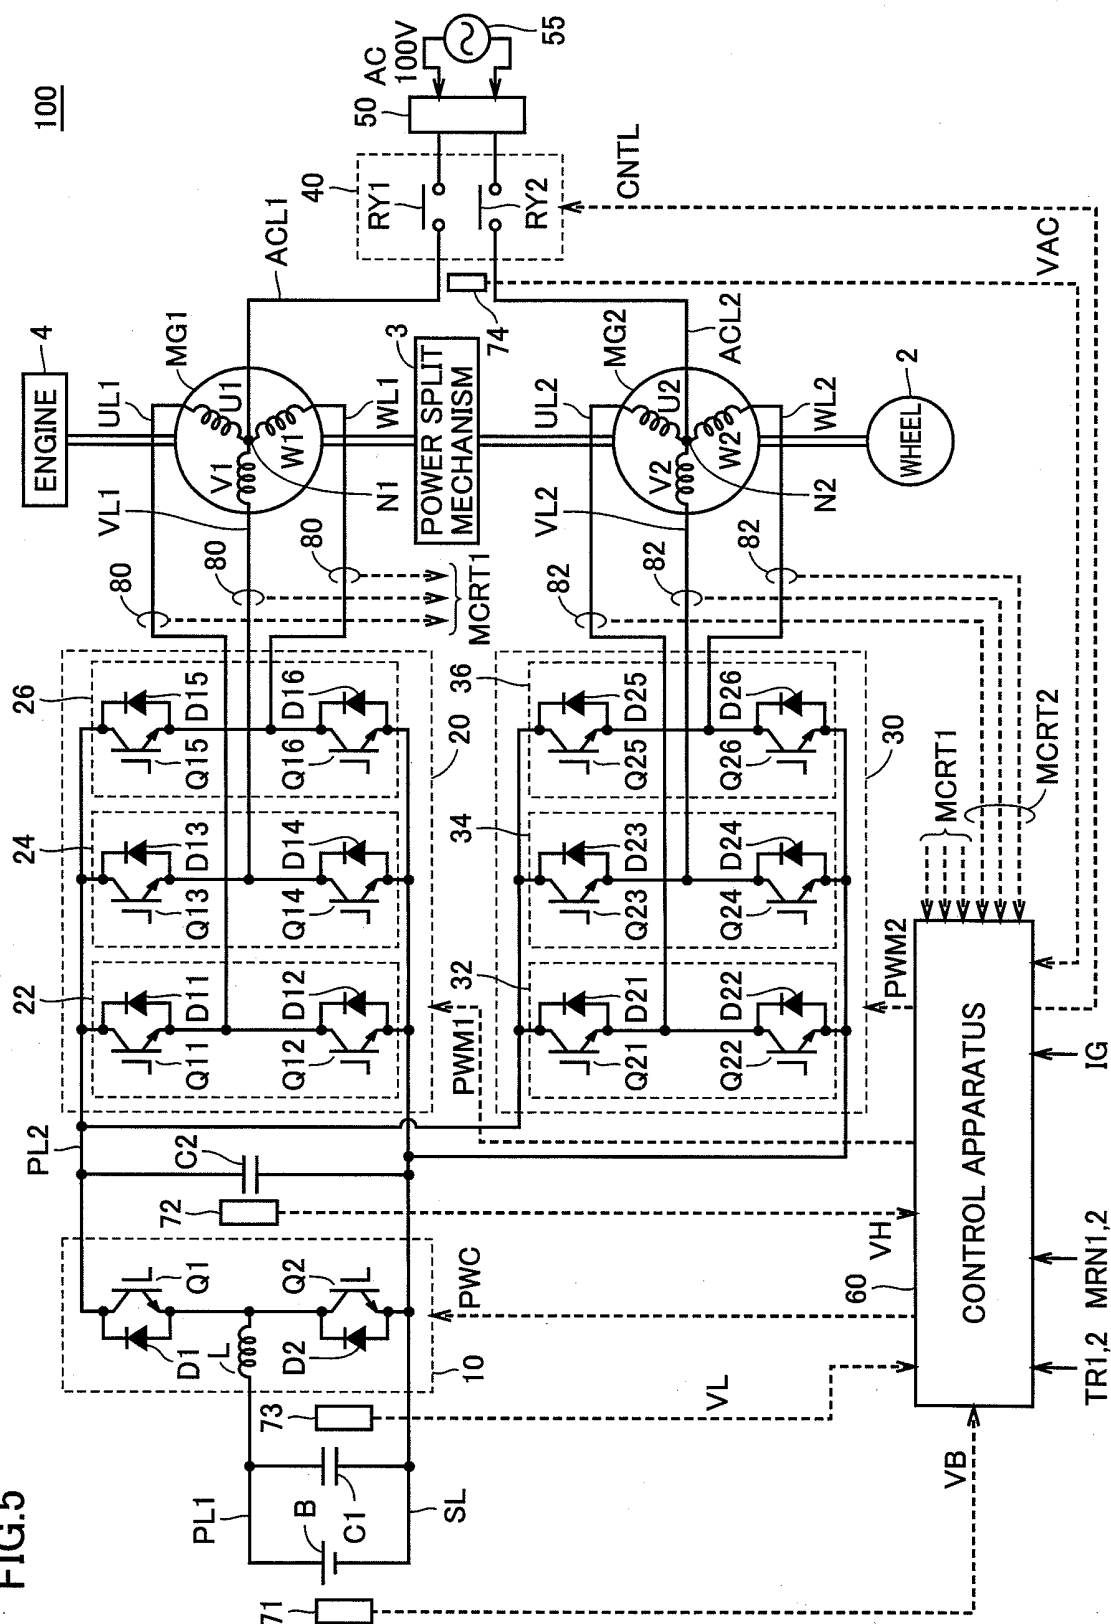 FIG.5
100
ENGINE
4
UL1
MG1
ACL1
40
50
AC
100V
55
VL1
U1
V1
W1
N1
WL1
3
POWER SPLIT
MECHANISM
RY1
RY2
CNTL
74
VAC
UL2
MG2
ACL2
VL2
U2
V2
W2
N2
WL2
2
WHEEL
80
80
80
MCRT1
82
82
82
MCRT2
MCRT1
26
Q15
D15
Q16
D16
20
24
Q13
D13
Q14
D14
22
Q11
D11
Q12
D12
36
Q25
D25
Q26
D26
30
34
Q23
D23
Q24
D24
32
Q21
D21
Q22
D22
PWM1
PWM2
PL2
C2
72
VH
Q1
D1
L
Q2
D2
10
PWC
73
VL
PL1
B
C1
SL
71
VB
60
CONTROL APPARATUS
TR1,2
MRN1,2
IG